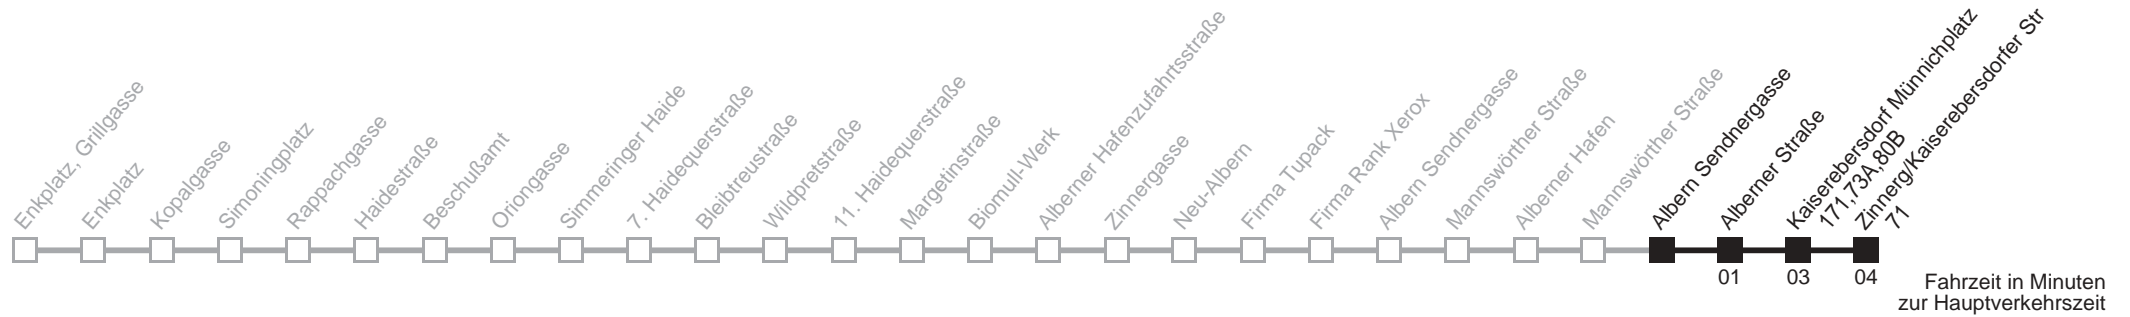 Enkplatz, Grillgasse
Enkplatz
Kopalgasse
Simoningplatz
Rappachgasse
Haidestraße
Beschußamt
Oriongasse
Simmeringer Haide
7. Haidequerstraße
Bleibtreustraße
Wildpretstraße
11. Haidequerstraße
Margetinstraße
Biomull-Werk
Alberner Hafenzufahrtsstraße
Zinnergasse
Neu-Albern
Firma Tupack
Firma Rank Xerox
Albern Sendnergasse
Mannswörther Straße
Alberner Hafen
Mannswörther Straße
Albern Sendnergasse
Alberner Straße
Kaiserebersdorf Münnichplatz
171,73A,80B
Zinnerg/Kaiserebersdorfer Str
71
01
03
04
Fahrzeit in Minuten
zur Hauptverkehrszeit